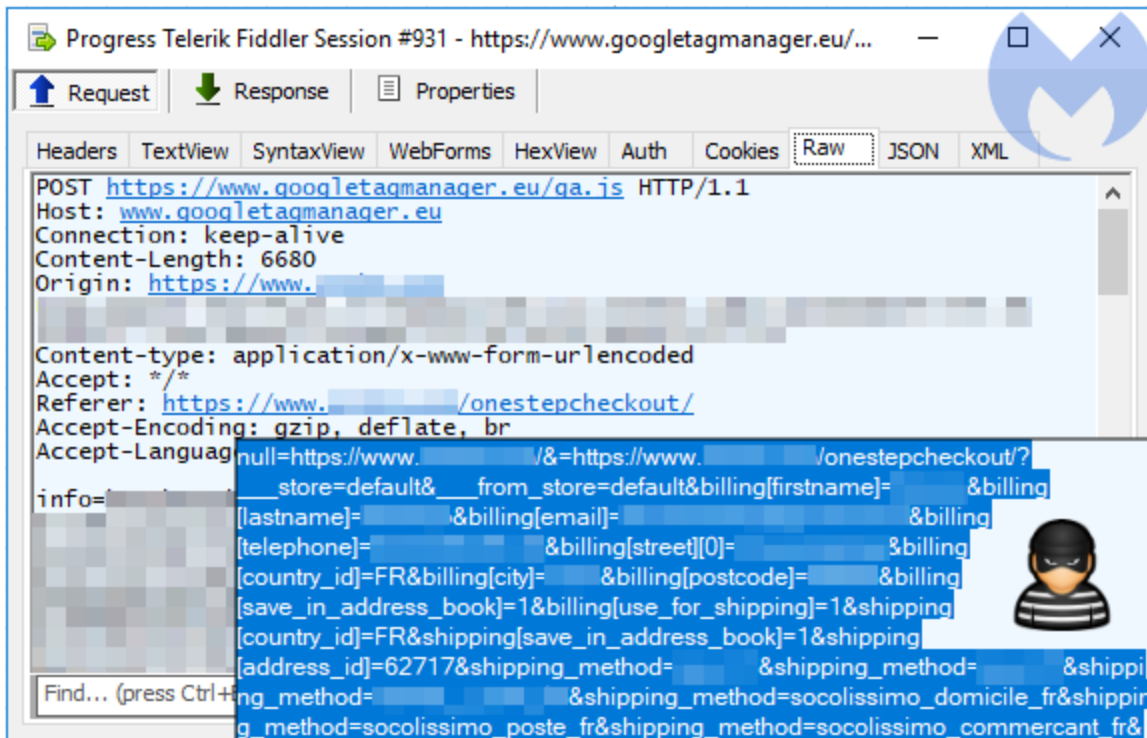 Progress Telerik Fiddler Session #931 - https://www.googletagmanager.eu/...
Request Response Properties
Headers TextView SyntaxView WebForms HexView Auth Cookies Raw JSON XML
POST https://www.googletagmanager.eu/ga.js HTTP/1.1
Host: www.googletagmanager.eu
Connection: keep-alive
Content-Length: 6680
Origin: https://www.
Content-type: application/x-www-form-urlencoded
Accept: */*
Referer: https://www. /onestepcheckout/
Accept-Encoding: gzip, deflate, br
Accept-Languag
info=
null=https://www. /&=https://www. /onestepcheckout/?
___store=default&___from_store=default&billing[firstname]= &billing
[lastname]= &billing[email]= &billing
[telephone]= &billing[street][0]= &billing
[country_id]=FR&billing[city]= &billing[postcode]= &billing
[save_in_address_book]=1&billing[use_for_shipping]=1&shipping
[country_id]=FR&shipping[save_in_address_book]=1&shipping
[address_id]=62717&shipping_method= &shipping_method= &shippi
ng_method= &shipping_method=socolissimo_domicile_fr&shippin
g_method=socolissimo_poste_fr&shipping_method=socolissimo_commercant_fr&
Find... (press Ctrl+